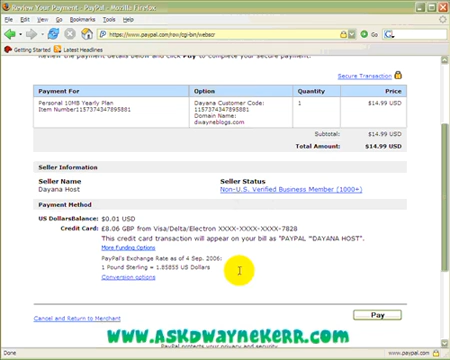 Review Your Payment - PayPal - Mozilla Firefox
File Edit View Go Bookmarks Tools Help
https://www.paypal.com/row/cgi-bin/webscr
Getting Started Latest Headlines
Review the payment details below and click Pay to complete your secure payment.
Secure Transaction
Payment For Option Quantity Price
Personal 10MB Yearly Plan Dayana Customer Code: 1 $14.99 USD
Item Number1157374347895881 1157374347895881
Domain Name:
dwayneblogs.com
Subtotal: $14.99 USD
Total Amount: $14.99 USD
Seller Information
Seller Name Seller Status
Dayana Host Non-U.S. Verified Business Member (1000+)
Payment Method
US DollarsBalance: $0.01 USD
Credit Card: £8.06 GBP from Visa/Delta/Electron XXXX-XXXX-XXXX-7828
This credit card transaction will appear on your bill as "PAYPAL *DAYANA HOST".
More Funding Options
PayPal's Exchange Rate as of 4 Sep. 2006:
1 Pound Sterling = 1.85855 US Dollars
Conversion options
Pay
Cancel and Return to Merchant
www.ASKDWAYNEKERR.com
PayPal protects your privacy and security
Done